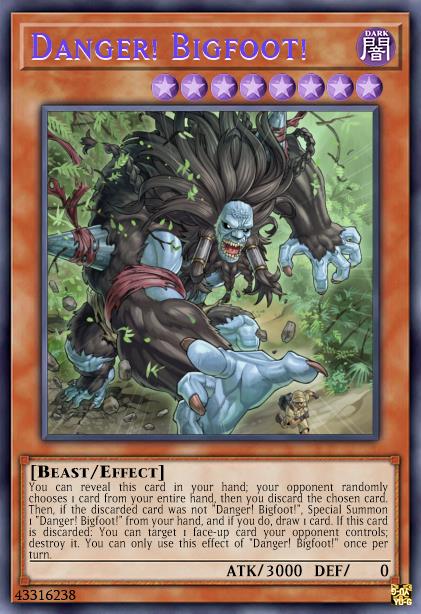 DANGER! BIGFOOT!
DARK
闇
[BEAST/EFFECT]
You can reveal this card in your hand; your opponent randomly
chooses 1 card from your entire hand, then you discard the chosen card.
Then, if the discarded card was not "Danger! Bigfoot!", Special Summon
1 "Danger! Bigfoot!" from your hand, and if you do, draw 1 card. If this card
is discarded: You can target 1 face-up card your opponent controls;
destroy it. You can only use this effect of "Danger! Bigfoot!" once per
turn.
ATK/3000 DEF/ 0
43316238